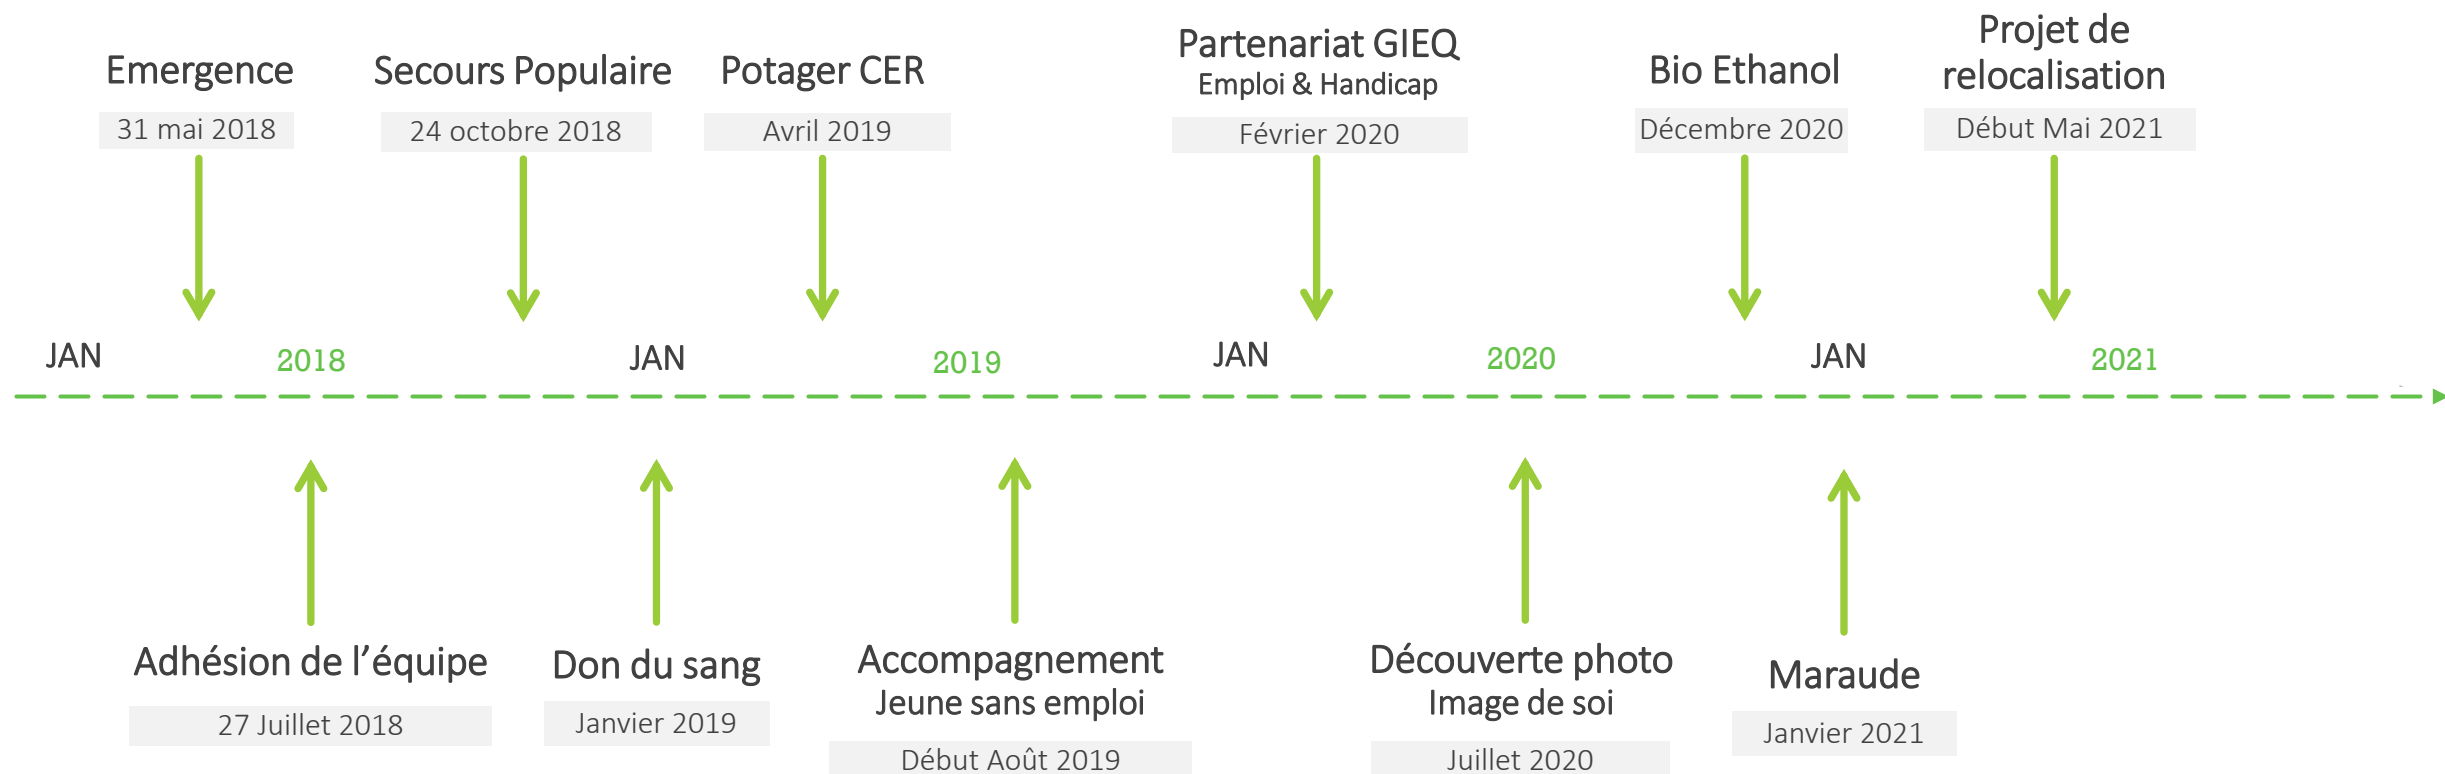 Emergence
31 mai 2018
Secours Populaire
24 octobre 2018
Potager CER
Avril 2019
Partenariat GIEQ
Emploi & Handicap
Février 2020
Bio Ethanol
Décembre 2020
Projet de
relocalisation
Début Mai 2021
JAN
2018
JAN
2019
JAN
2020
JAN
2021
Adhésion de l’équipe
27 Juillet 2018
Don du sang
Janvier 2019
Accompagnement
Jeune sans emploi
Début Août 2019
Découverte photo
Image de soi
Juillet 2020
Maraude
Janvier 2021